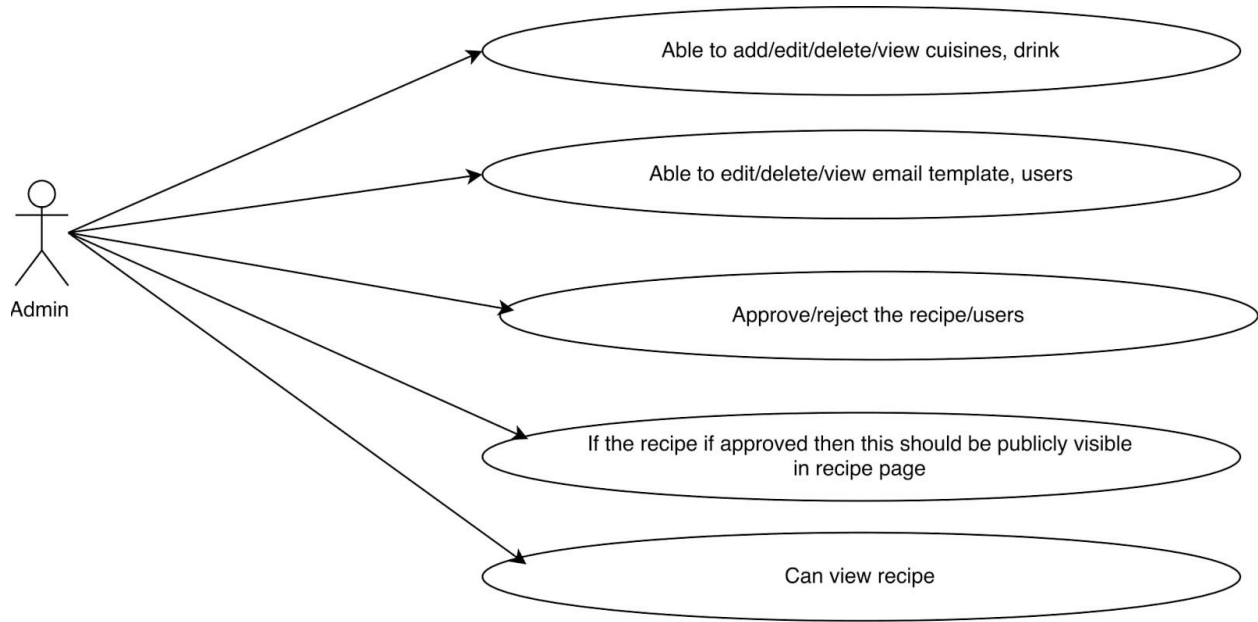 Able to add/edit/delete/view cuisines, drink
Able to edit/delete/view email template, users
Admin
Approve/reject the recipe/users
If the recipe if approved then this should be publicly visible
in recipe page
Can view recipe